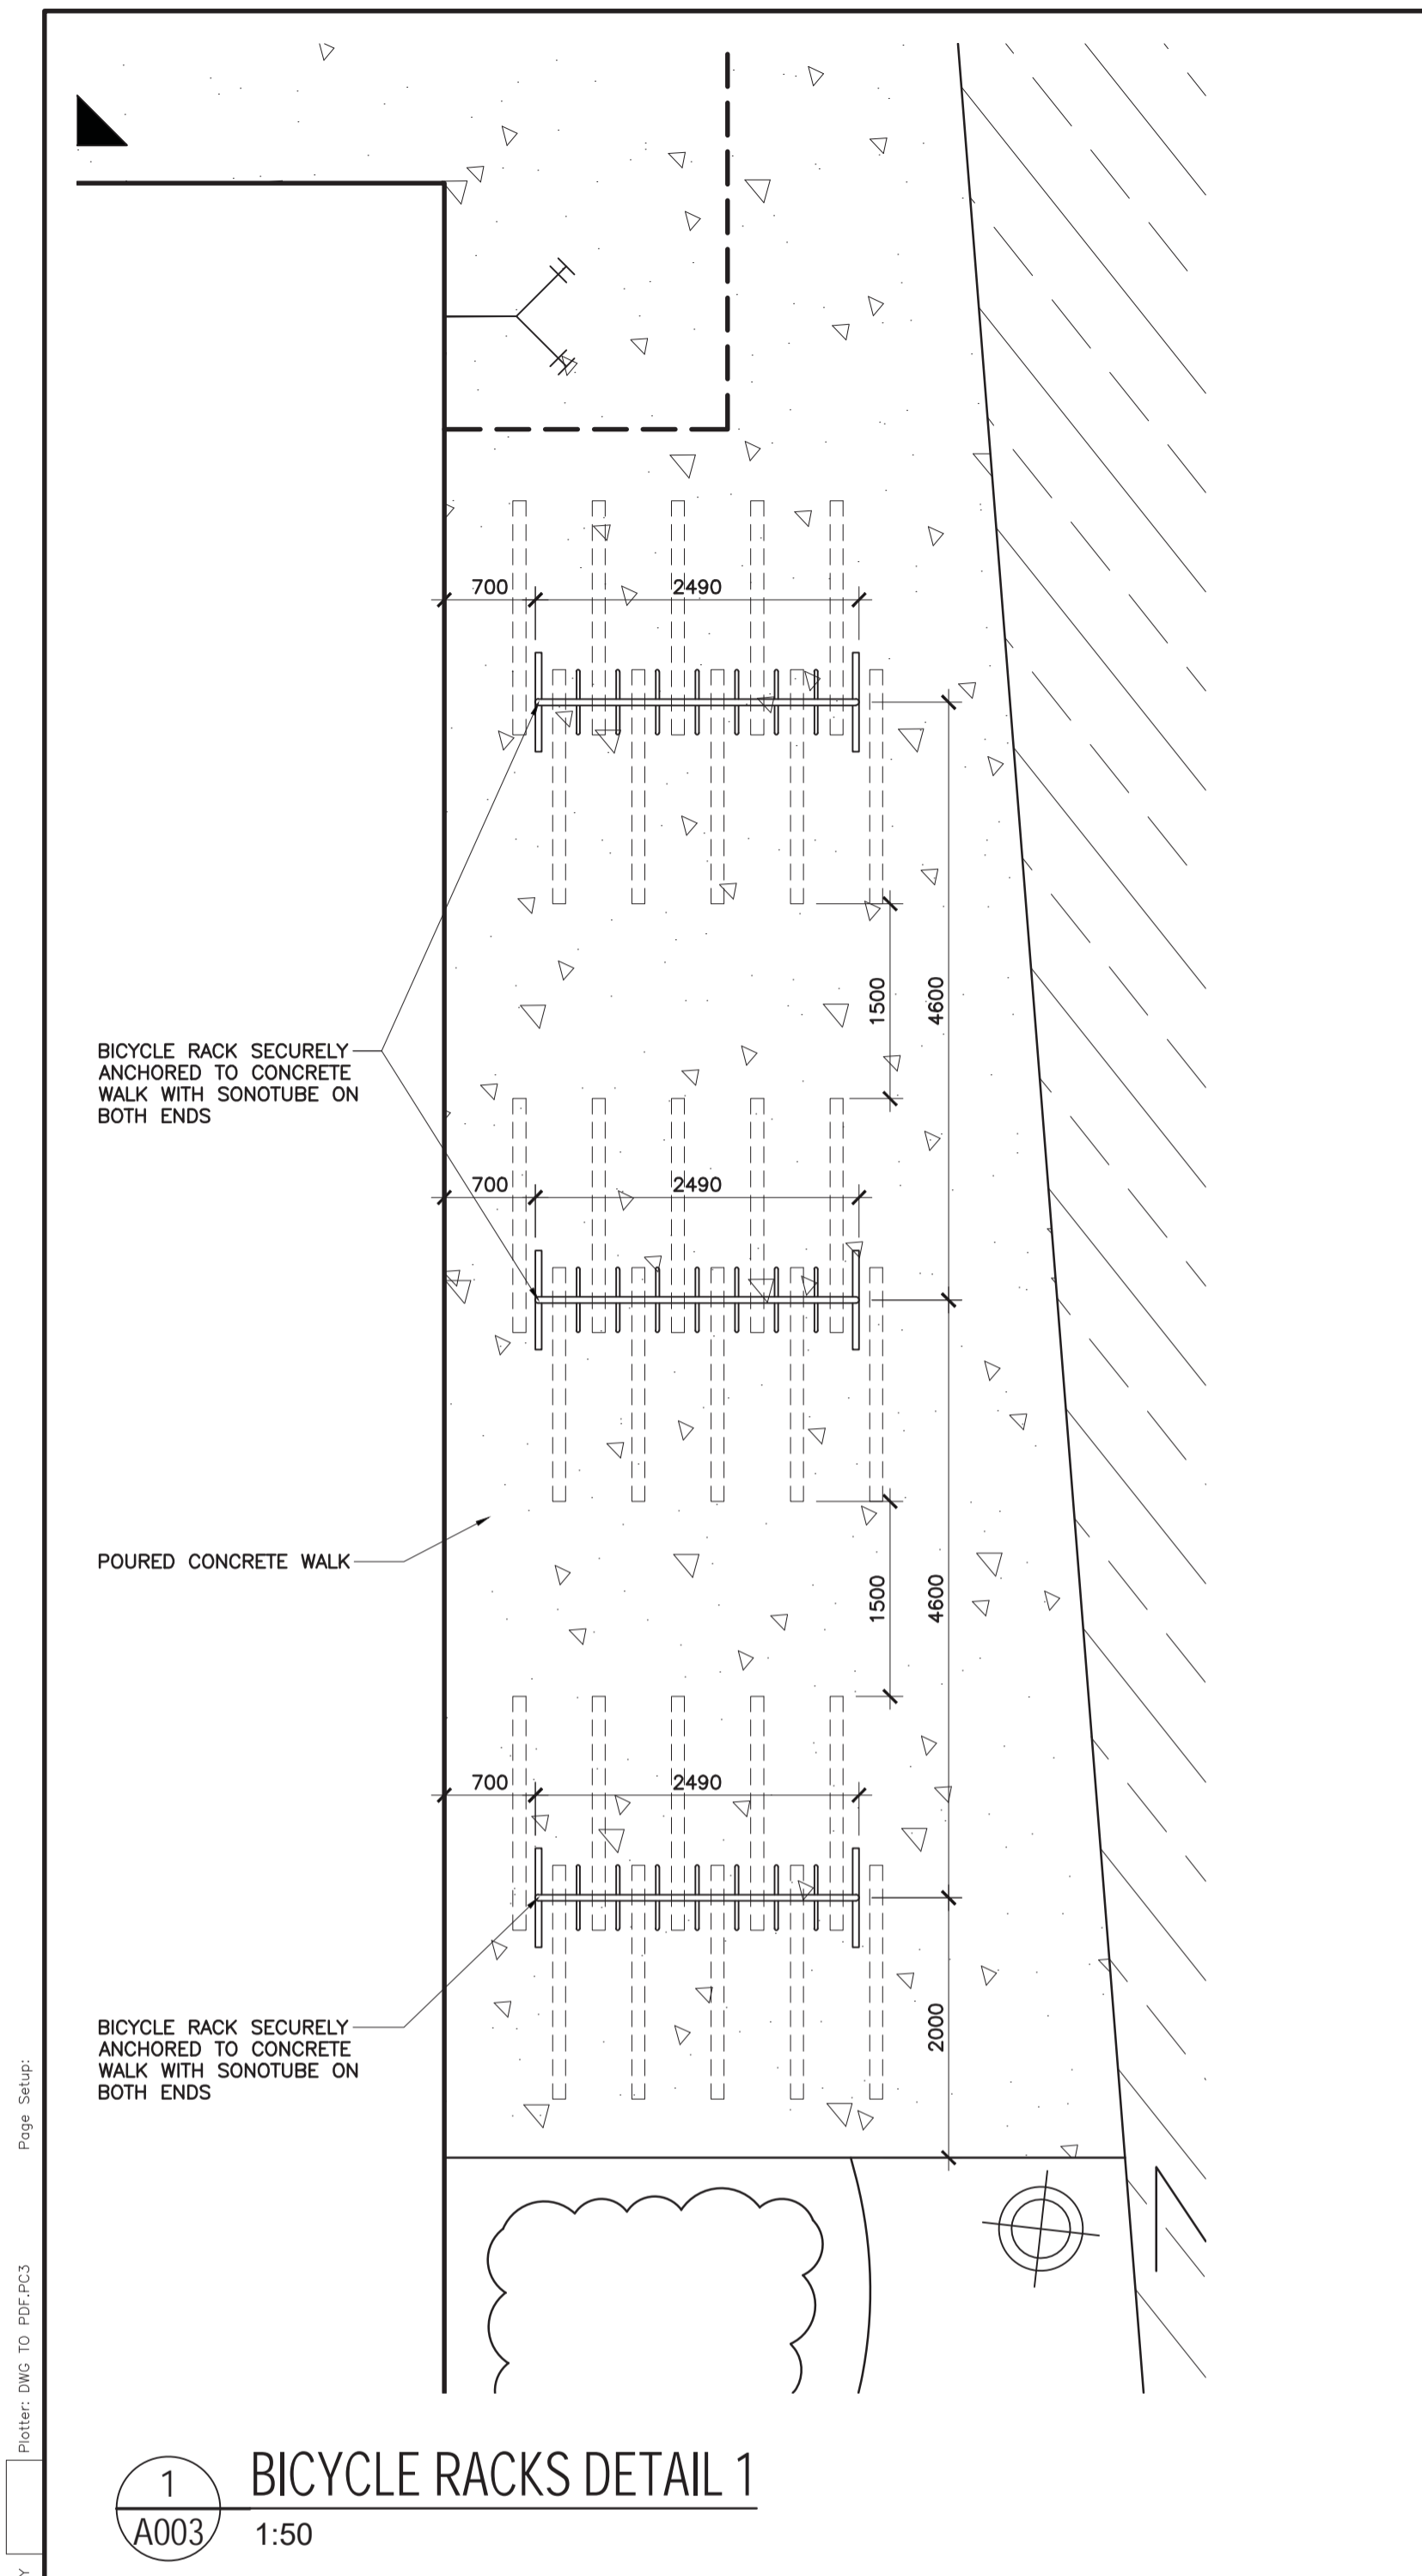 700 2490
1500
4600
BICYCLE RACK SECURELY
ANCHORED TO CONCRETE
WALK WITH SONOTUBE ON
BOTH ENDS
700 2490
POURED CONCRETE WALK
1500
4600
700 2490
BICYCLE RACK SECURELY
ANCHORED TO CONCRETE
WALK WITH SONOTUBE ON
BOTH ENDS
2000
Page Setup:
Plotter: DWG TO PDF.PC3
1
A003
BICYCLE RACKS DETAIL 1
1:50